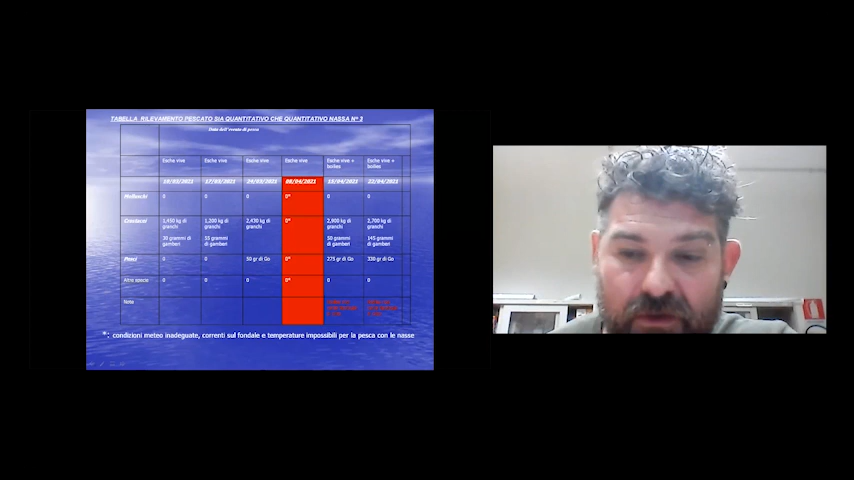 TABELLA RILEVAMENTO PESCATO SIA QUANTITATIVO CHE QUANTITATIVO NASSA N° 3
Data dell'evento di pesca
Esche vive Esche vive Esche vive Esche vive Esche vive + boilies Esche vive + boilies
10/03/2021 17/03/2021 24/03/2021 08/04/2021 15/04/2021 22/04/2021
Molluschi 0 0 0 0* 0 0
Crostacei 1,450 kg di granchi 1,200 kg di granchi 2,430 kg di granchi 0* 2,900 kg di granchi 2,700 kg di granchi
30 grammi di gamberi 55 grammi di gamberi 50 grammi di gamberi 145 grammi di gamberi
Pesci 0 0 50 gr di Go 0* 275 gr di Go 330 gr di Go
Altre specie 0 0 0 0* 0 0
Note
*: condizioni meteo inadeguate, correnti sul fondale e temperature impossibili per la pesca con le nasse